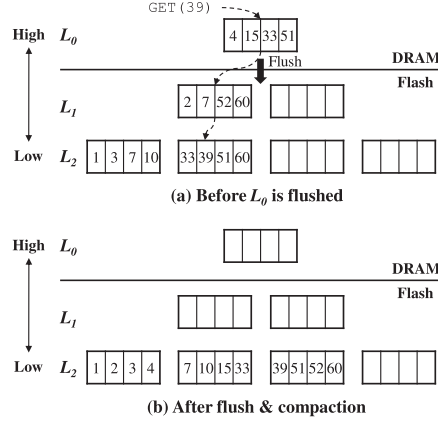 GET(39)
High L₀ 4 15 33 51
Flush DRAM
Flash
L₁ 2 7 52 60
Low L₂ 1 3 7 10 33 39 51 60
(a) Before L₀ is flushed
High L₀
DRAM
Flash
L₁
Low L₂ 1 2 3 4 7 10 15 33 39 51 52 60
(b) After flush & compaction